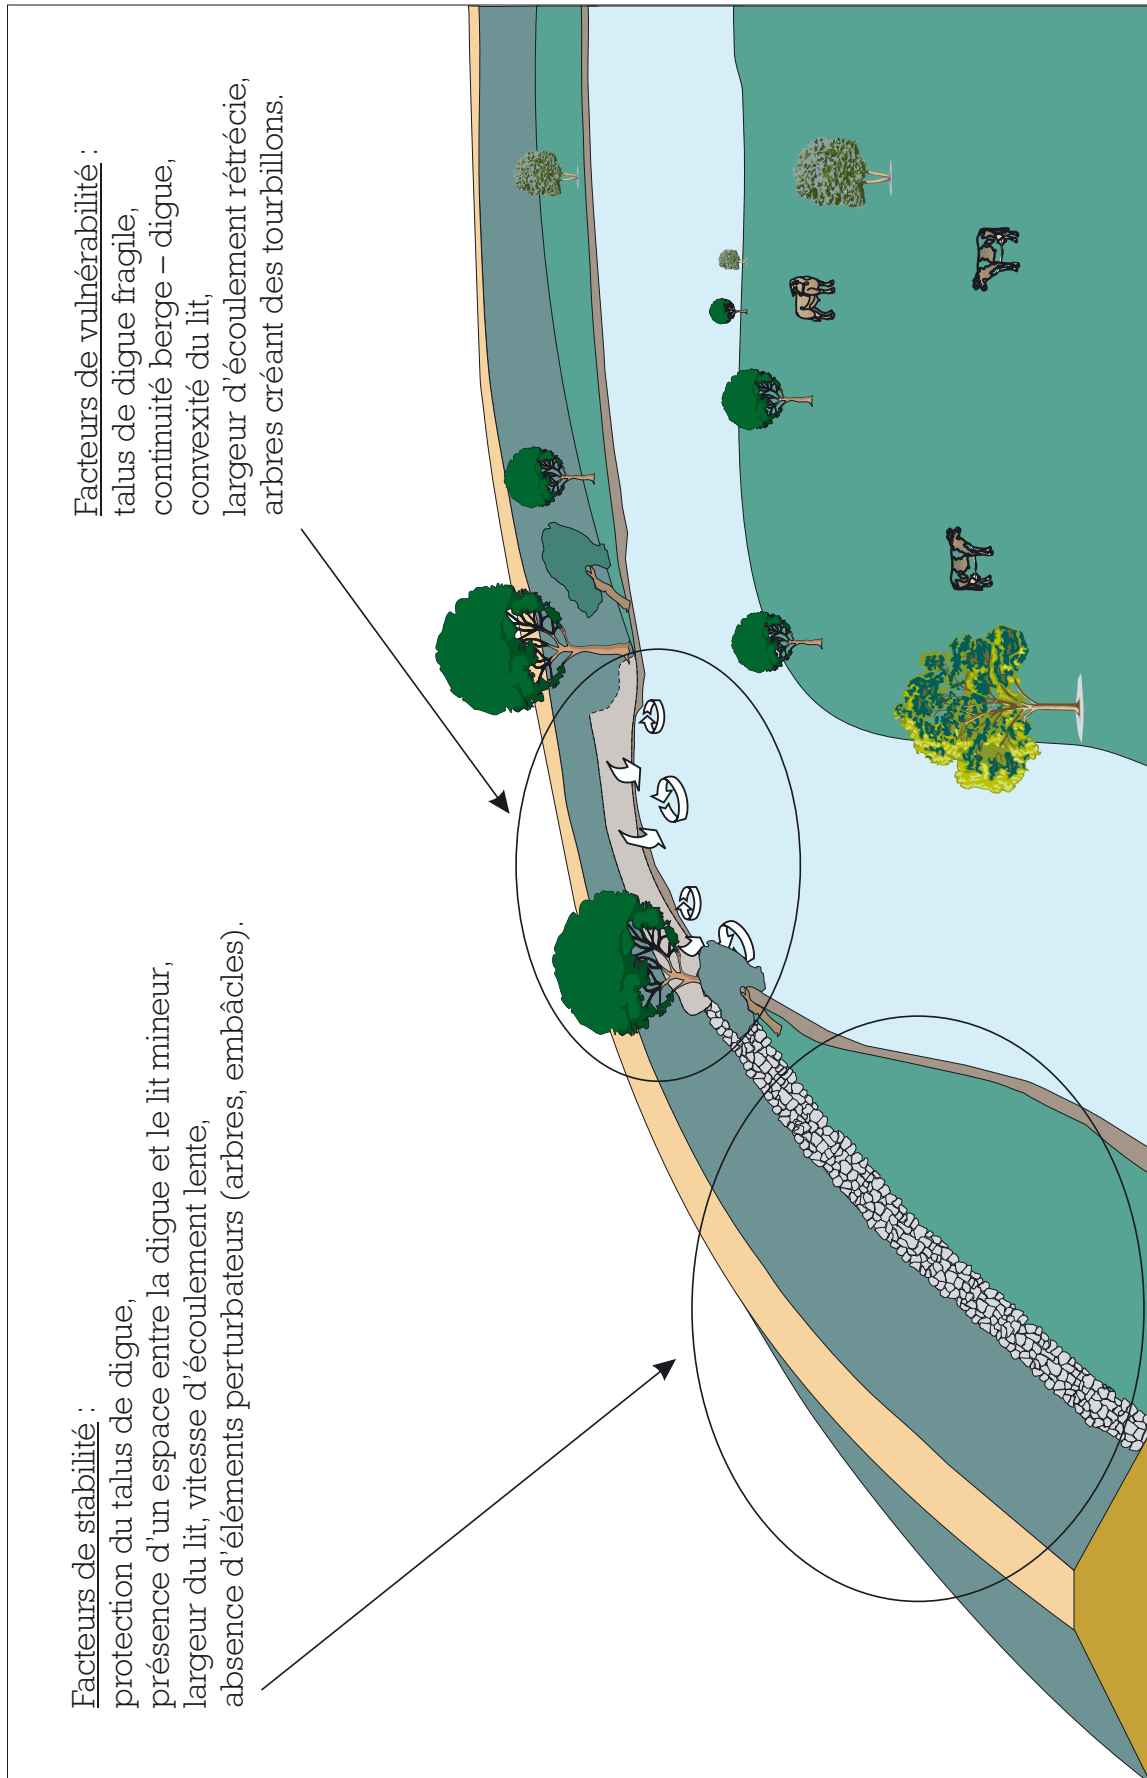 Facteurs de stabilité :
protection du talus de digue,
présence d'un espace entre la digue et le lit mineur,
largeur du lit, vitesse d'écoulement lente,
absence d'éléments perturbateurs (arbres, embâcles).
Facteurs de vulnérabilité :
talus de digue fragile,
continuité berge – digue,
convexité du lit,
largeur d'écoulement rétrécie,
arbres créant des tourbillons.